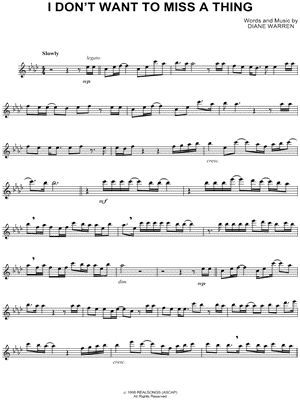 I DON'T WANT TO MISS A THING
Words and Music by
DIANE WARREN
Slowly
legato
mp
cresc.
mf
dim.
mp
cresc.
© 1998 REALSONGS (ASCAP)
All Rights Reserved